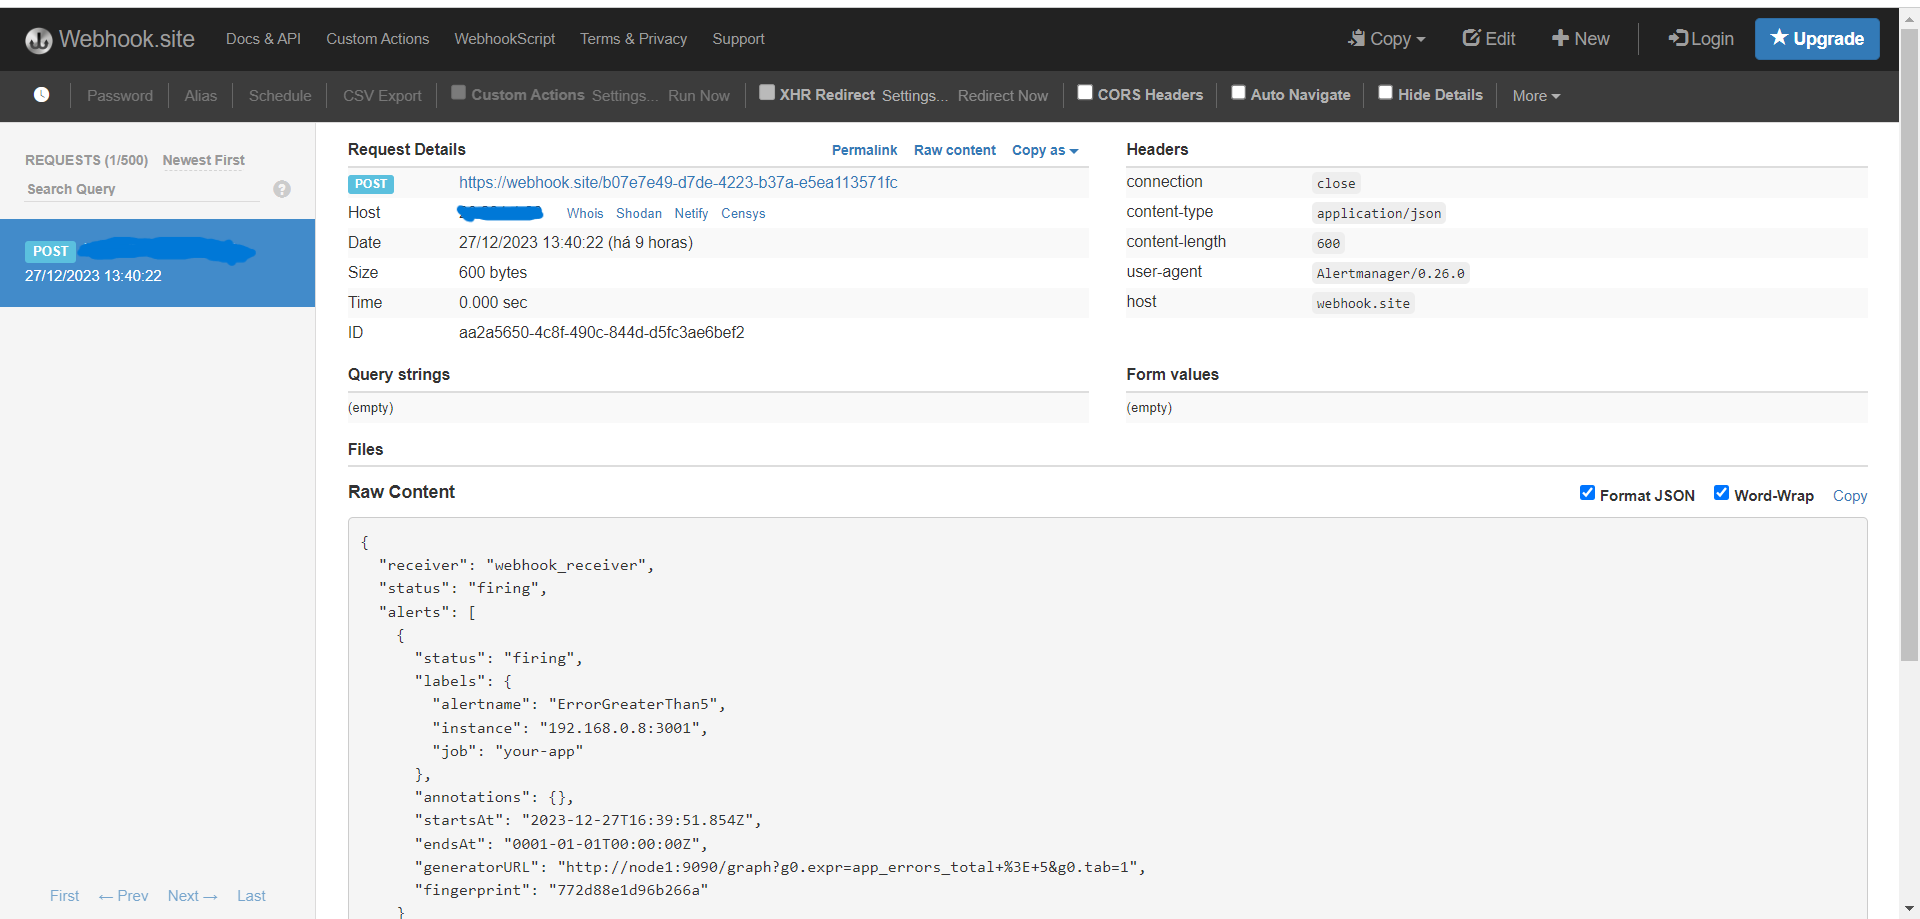 Webhook.site Docs & API Custom Actions WebhookScript Terms & Privacy Support Copy Edit New Login Upgrade
Password Alias Schedule CSV Export Custom Actions Settings... Run Now XHR Redirect Settings... Redirect Now CORS Headers Auto Navigate Hide Details More
REQUESTS (1/500) Newest First
Search Query ?
POST
27/12/2023 13:40:22
First ← Prev Next → Last
Request Details Permalink Raw content Copy as
POST https://webhook.site/b07e7e49-d7de-4223-b37a-e5ea113571fc
Host Whois Shodan Netify Censys
Date 27/12/2023 13:40:22 (há 9 horas)
Size 600 bytes
Time 0.000 sec
ID aa2a5650-4c8f-490c-844d-d5fc3ae6bef2
Headers
connection close
content-type application/json
content-length 600
user-agent Alertmanager/0.26.0
host webhook.site
Query strings
(empty)
Form values
(empty)
Files
Raw Content Format JSON Word-Wrap Copy
{
"receiver": "webhook_receiver",
"status": "firing",
"alerts": [
{
"status": "firing",
"labels": {
"alertname": "ErrorGreaterThan5",
"instance": "192.168.0.8:3001",
"job": "your-app"
},
"annotations": {},
"startsAt": "2023-12-27T16:39:51.854Z",
"endsAt": "0001-01-01T00:00:00Z",
"generatorURL": "http://node1:9090/graph?g0.expr=app_errors_total+%3E+5&g0.tab=1",
"fingerprint": "772d88e1d96b266a"
}